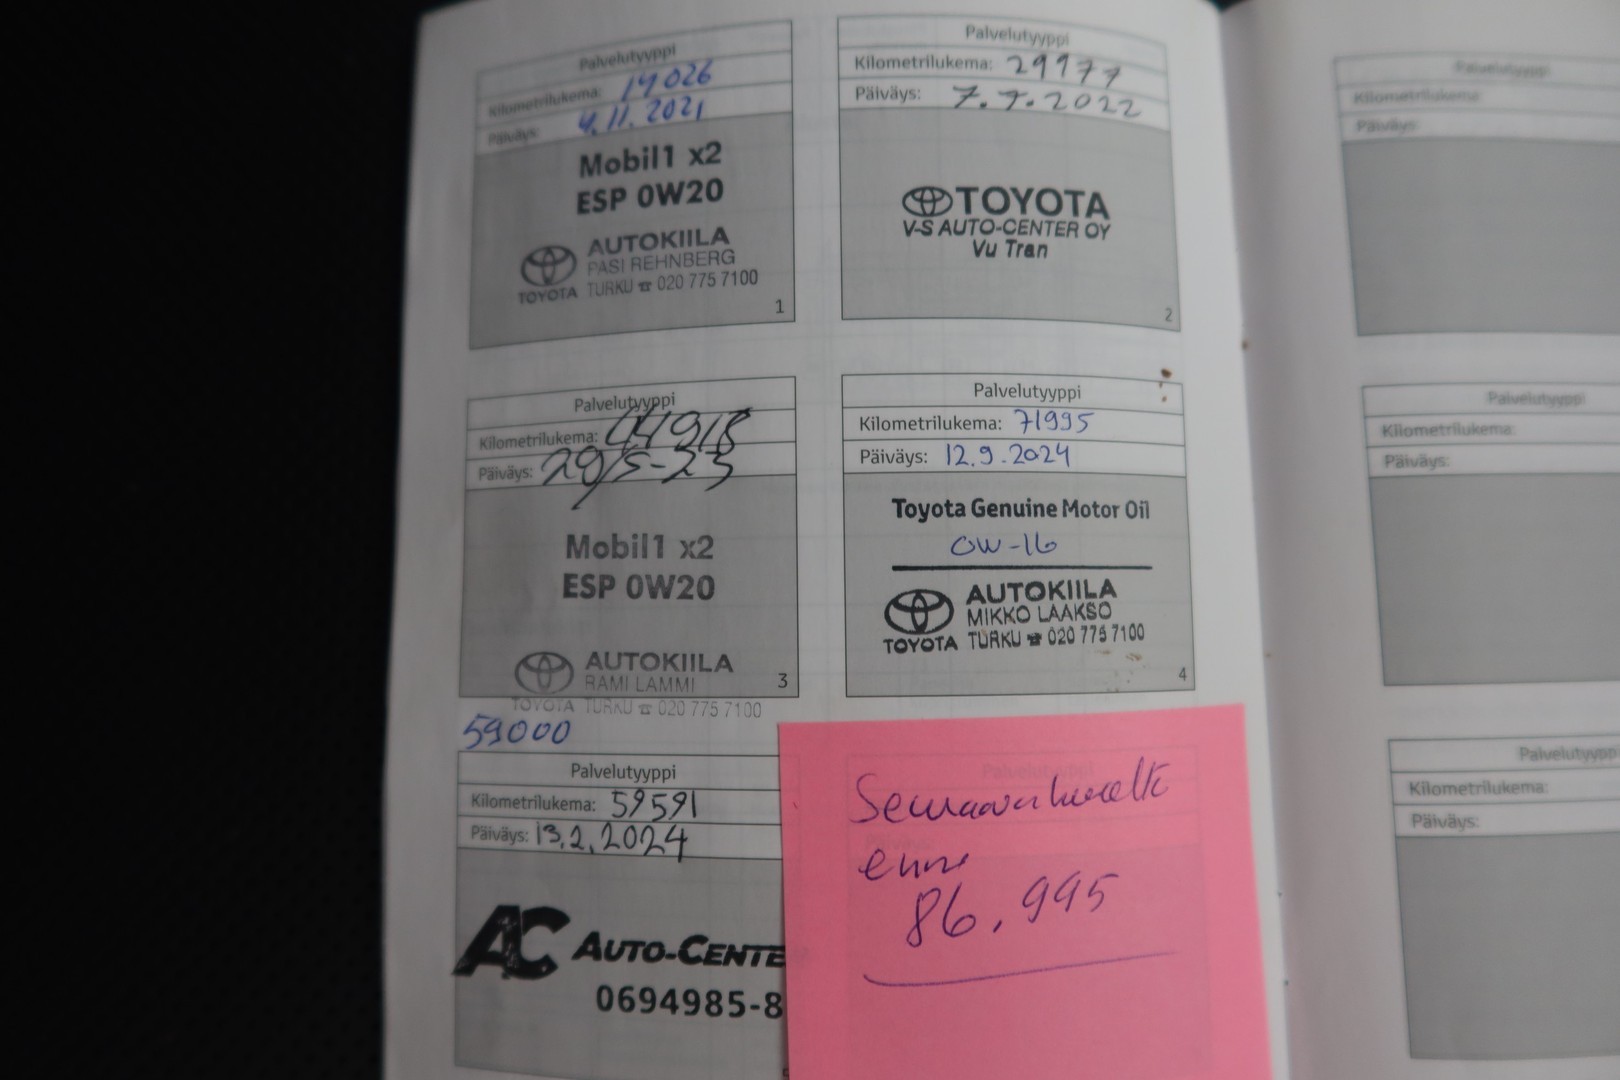 Palvelutyyppi
Kilometrilukema: 14026
Päiväys: 4.11.2021
Mobil1 x2
ESP 0W20
AUTOKIILA
PASI REHNBERG
TOYOTA TURKU ☎ 020 775 7100
1
Palvelutyyppi
Kilometrilukema: 29977
Päiväys: 7.7.2022
TOYOTA
V-S AUTO-CENTER OY
Vu Tran
2
Palvelutyyppi
Kilometrilukema: 44918
Päiväys: 29/5-23
Mobil1 x2
ESP 0W20
AUTOKIILA
RAMI LAMMI
TOYOTA TURKU ☎ 020 775 7100
3
Palvelutyyppi
Kilometrilukema: 71995
Päiväys: 12.9.2024
Toyota Genuine Motor Oil
0W-16
AUTOKIILA
MIKKO LAAKSO
TOYOTA TURKU ☎ 020 775 7100
4
59000
Palvelutyyppi
Kilometrilukema: 59591
Päiväys: 13.2.2024
AC AUTO-CENTE
0694985-8
86.995
Palvelutyyppi
Kilometrilukema:
Päiväys:
Palvelutyyppi
Kilometrilukema:
Päiväys:
Palvelutyypp
Kilometrilukema:
Päiväys: